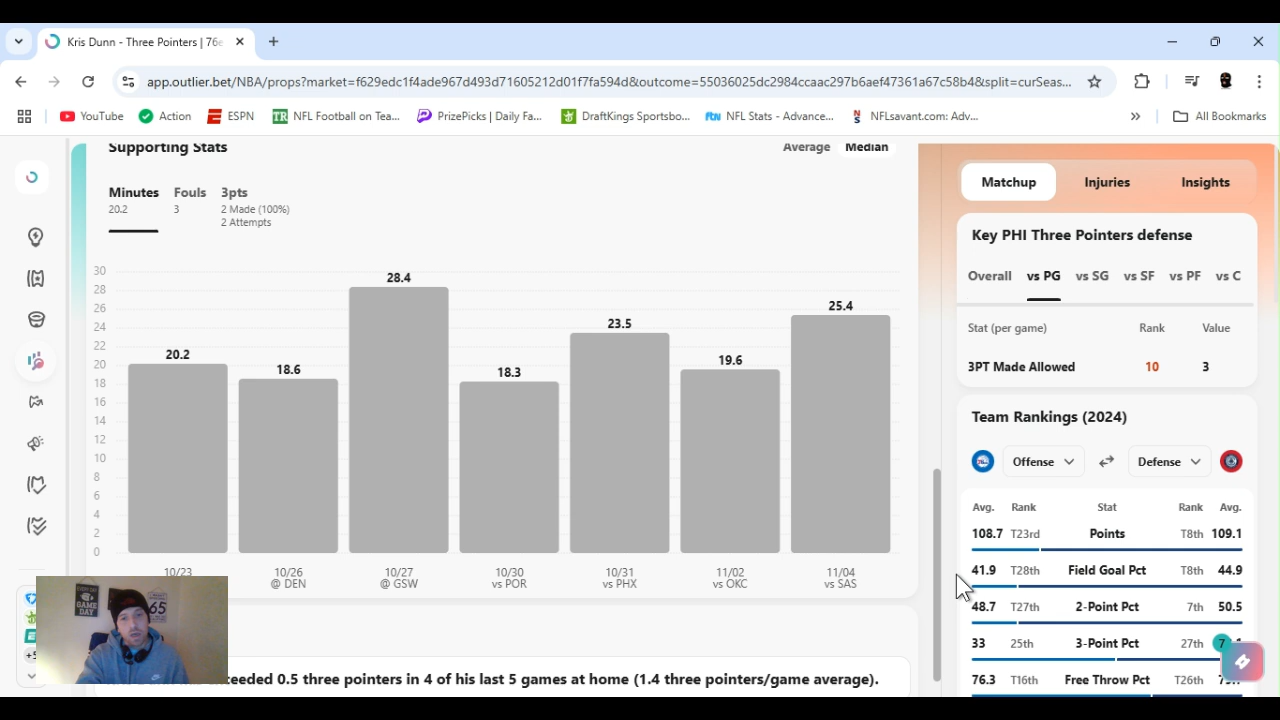 Kris Dunn - Three Pointers | 76e
app.outlier.bet/NBA/props?market=f629edc1f4ade967d493d71605212d01f7fa594d&outcome=55036025dc2984ccaac297b6aef47361a67c58b4&split=curSeas...
YouTube Action ESPN TR NFL Football on Tea... PrizePicks | Daily Fa... DraftKings Sportsbo... ftn NFL Stats - Advance... NS NFLsavant.com: Adv... » All Bookmarks
Supporting Stats Average Median
Minutes Fouls 3pts
20.2 3 2 Made (100%)
2 Attempts
30
28
26
24
22
20
18
16
14
12
10
8
6
4
2
0
20.2 18.6 28.4 18.3 23.5 19.6 25.4
10/23 10/26 10/27 10/30 10/31 11/02 11/04
@ DEN @ GSW vs POR vs PHX vs OKC vs SAS
GAME DAY
65
exceeded 0.5 three pointers in 4 of his last 5 games at home (1.4 three pointers/game average).
Matchup Injuries Insights
Key PHI Three Pointers defense
Overall vs PG vs SG vs SF vs PF vs C
Stat (per game) Rank Value
3PT Made Allowed 10 3
Team Rankings (2024)
Offense Defense
Avg. Rank Stat Rank Avg.
108.7 T23rd Points T8th 109.1
41.9 T28th Field Goal Pct T8th 44.9
48.7 T27th 2-Point Pct 7th 50.5
33 25th 3-Point Pct 27th
7
76.3 T16th Free Throw Pct T26th